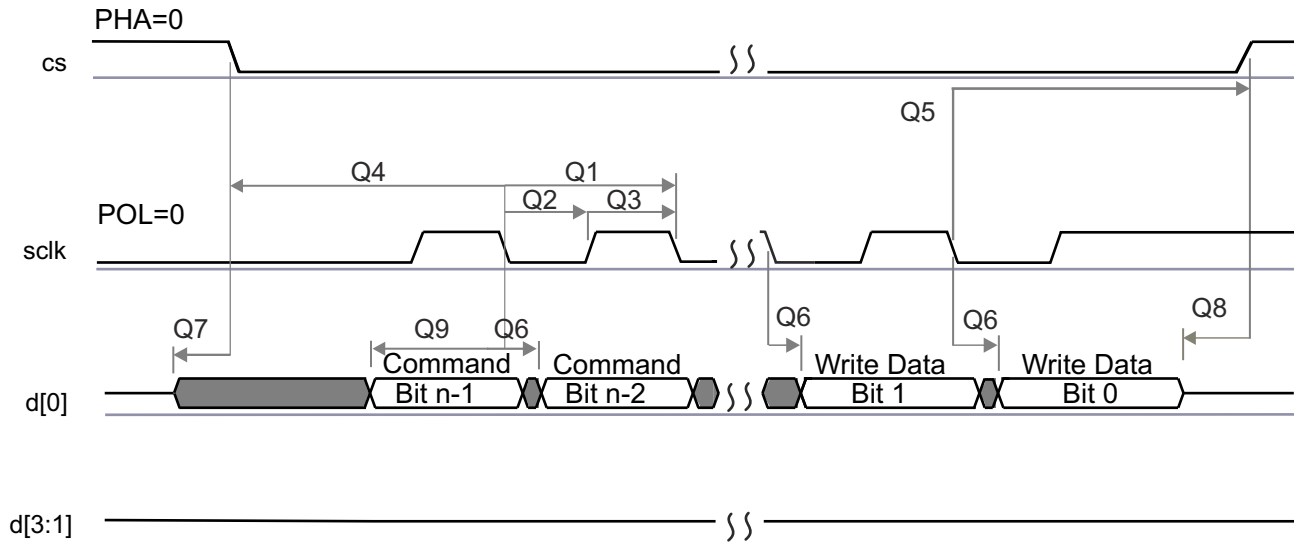 PHA=0
cs
Q5
Q4 Q1
Q2 Q3
POL=0
sclk
Q7 Q9 Q6 Q6 Q6 Q8
Command Command Write Data Write Data
d[0] Bit n-1 Bit n-2 Bit 1 Bit 0
d[3:1]